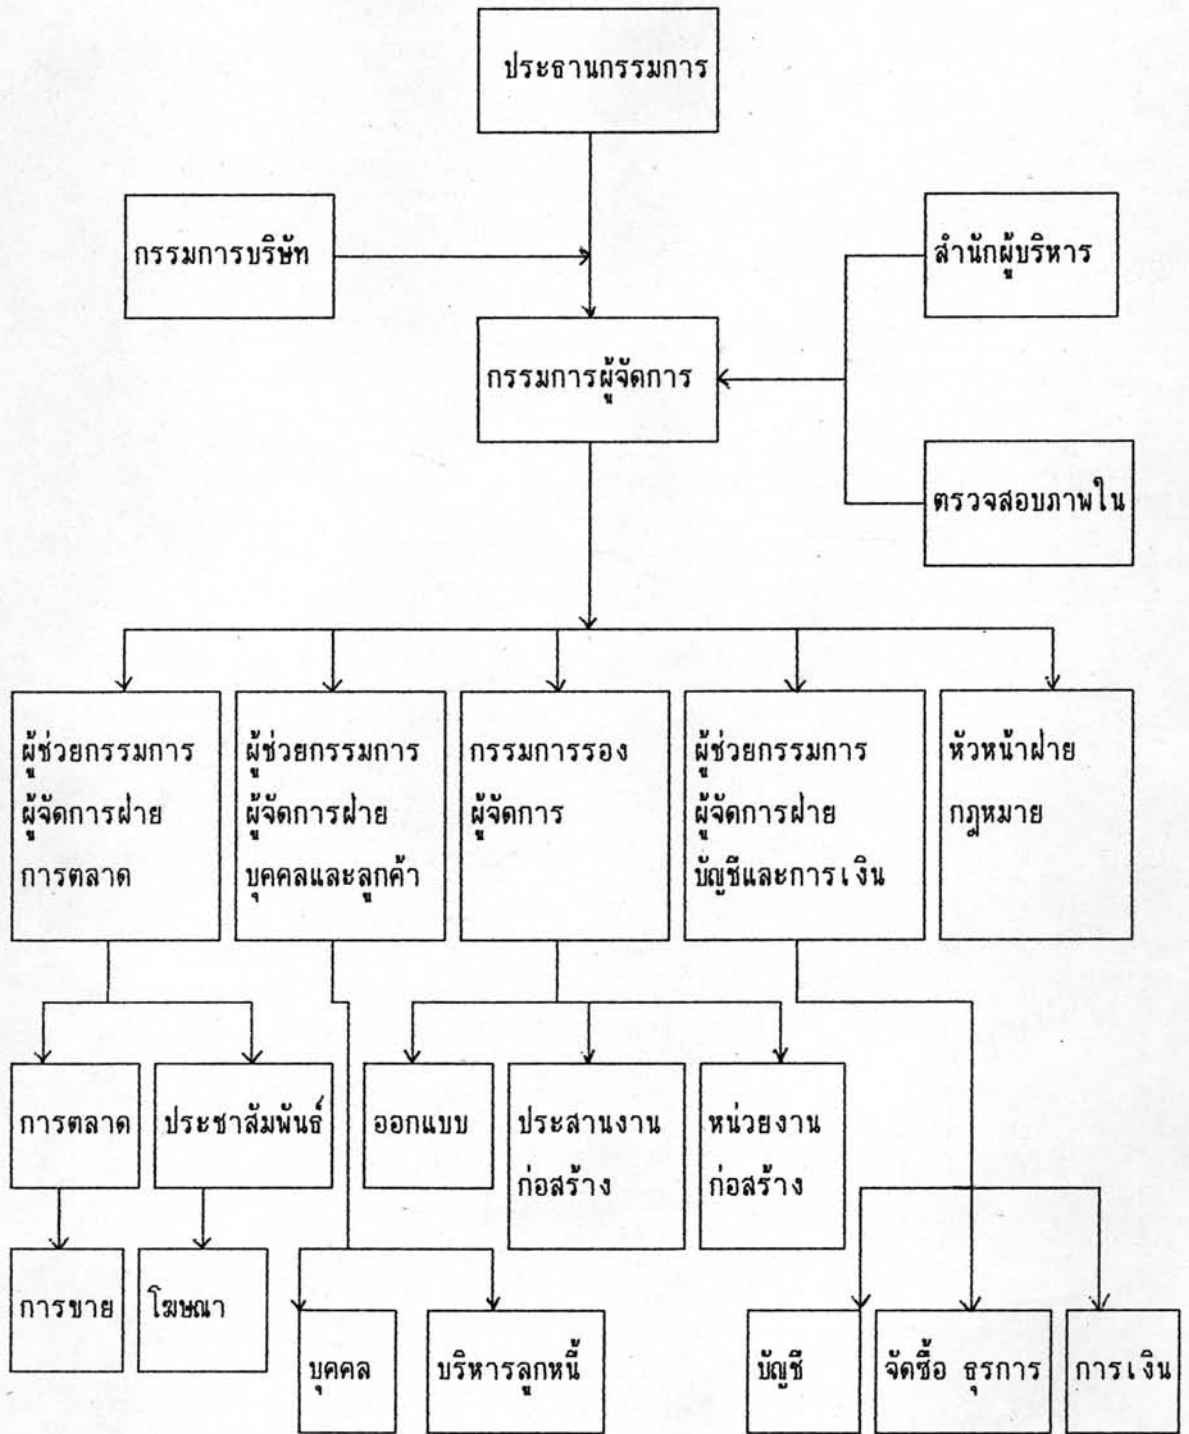 ประธานกรรมการ
กรรมการบริษัท
สำนักผู้บริหาร
กรรมการผู้จัดการ
ตรวจสอบภาพใน
ผู้ช่วยกรรมการ
ผู้จัดการฝ่าย
การตลาด
ผู้ช่วยกรรมการ
ผู้จัดการฝ่าย
บุคคลและลูกค้า
กรรมการรอง
ผู้จัดการ
ผู้ช่วยกรรมการ
ผู้จัดการฝ่าย
บัญชีและการเงิน
หัวหน้าฝ่าย
กฎหมาย
การตลาด
ประชาสัมพันธ์
ออกแบบ
ประสานงาน
ก่อสร้าง
หน่วยงาน
ก่อสร้าง
การขาย
โฆษณา
บุคคล
บริหารลูกหนี้
บัญชี
จัดซื้อ ธุรการ
การเงิน